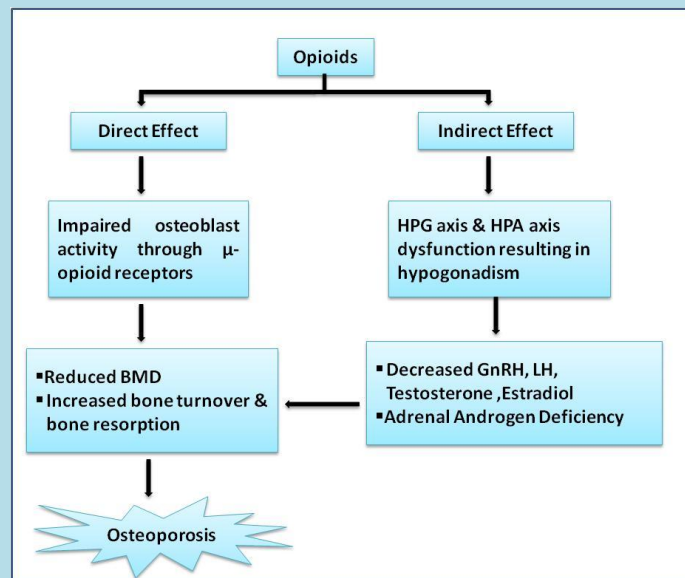 Opioids
Direct Effect
Indirect Effect
Impaired osteoblast
activity through μ-
opioid receptors
HPG axis & HPA axis
dysfunction resulting in
hypogonadism
▪Reduced BMD
▪Increased bone turnover &
bone resorption
▪Decreased GnRH, LH,
Testosterone ,Estradiol
▪Adrenal Androgen Deficiency
Osteoporosis